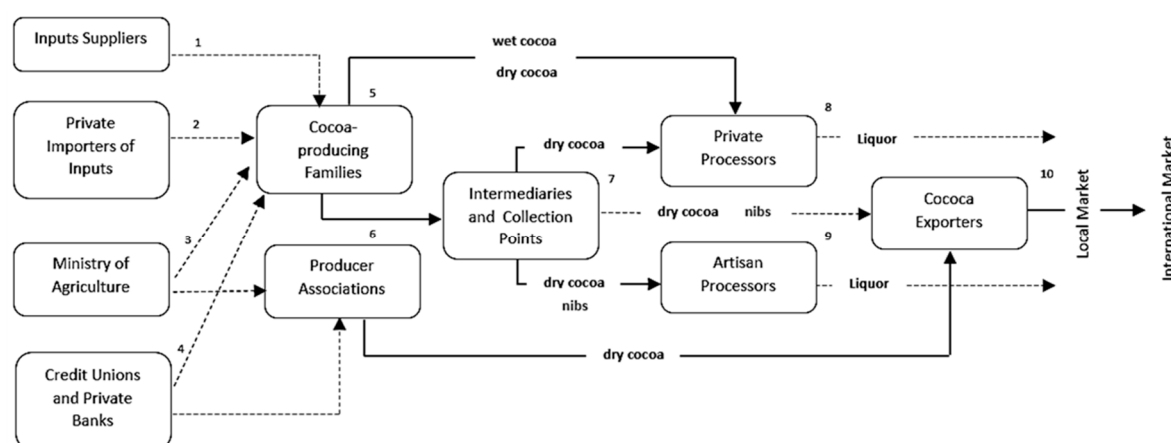 Inputs Suppliers
1
Private
Importers of
Inputs
2
Ministry of
Agriculture
3
Credit Unions
and Private
Banks
4
5
Cocoa-
producing
Families
6
Producer
Associations
wet cocoa
dry cocoa
7
Intermediaries
and Collection
Points
dry cocoa
dry cocoa nibs
dry cocoa
nibs
dry cocoa
8
Private
Processors
Liquor
9
Artisan
Processors
Liquor
10
Cococa
Exporters
Local Market
International Market